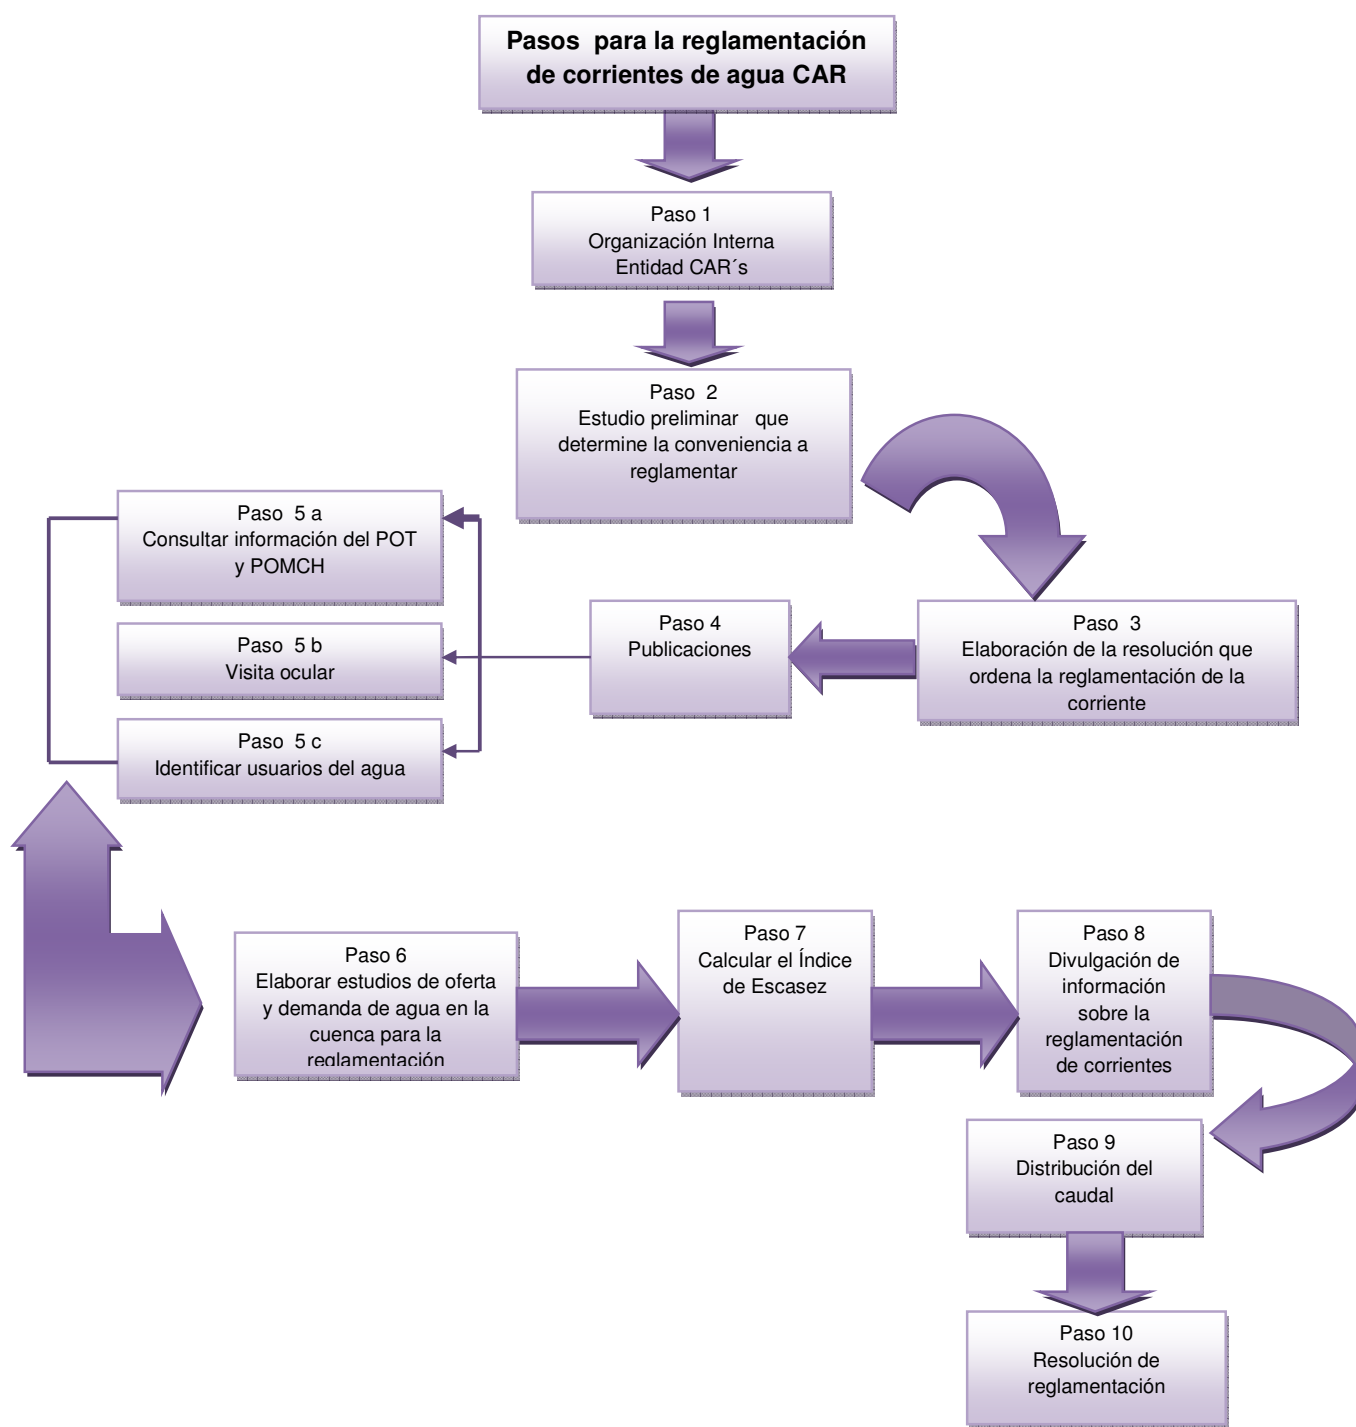 Pasos para la reglamentación
de corrientes de agua CAR
Paso 1
Organización Interna
Entidad CAR´s
Paso 2
Estudio preliminar que
determine la conveniencia a
reglamentar
Paso 3
Elaboración de la resolución que
ordena la reglamentación de la
corriente
Paso 4
Publicaciones
Paso 5 a
Consultar información del POT
y POMCH
Paso 5 b
Visita ocular
Paso 5 c
Identificar usuarios del agua
Paso 6
Elaborar estudios de oferta
y demanda de agua en la
cuenca para la
reglamentación
Paso 7
Calcular el Índice
de Escasez
Paso 8
Divulgación de
información
sobre la
reglamentación
de corrientes
Paso 9
Distribución del
caudal
Paso 10
Resolución de
reglamentación